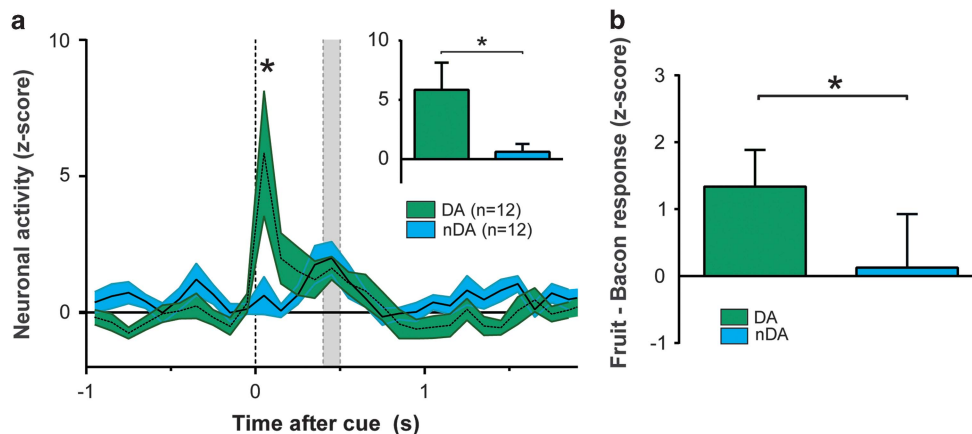 a
10
5
0
-1
0
1
Neuronal activity (z-score)
Time after cue (s)
*
10
5
0
*
DA (n=12)
nDA (n=12)
b
Fruit - Bacon response (z-score)
3
2
1
0
-1
*
DA
nDA